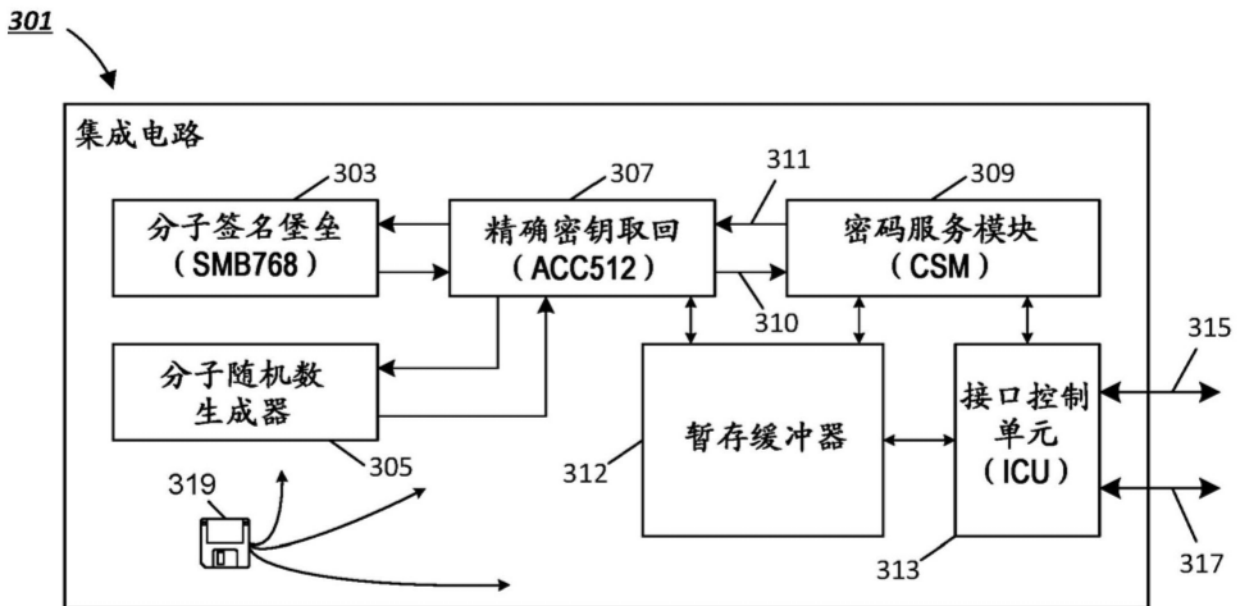 301
集成电路
303
307
311
309
分子签名堡垒
（SMB768）
精确密钥取回
（ACC512）
密码服务模块
（CSM）
310
315
分子随机数
生成器
暂存缓冲器
接口控制
单元
（ICU）
305
312
319
313
317